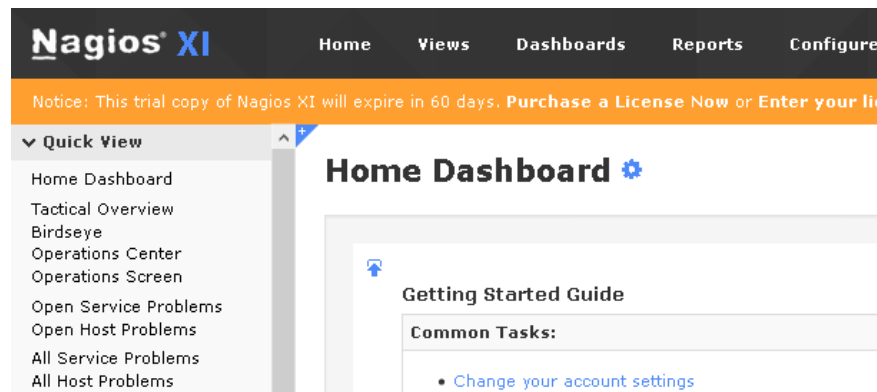 Nagios® XI
Home Views Dashboards Reports Configure
Notice: This trial copy of Nagios XI will expire in 60 days. Purchase a License Now or Enter your li
Quick View
Home Dashboard
Tactical Overview
Birdseye
Operations Center
Operations Screen
Open Service Problems
Open Host Problems
All Service Problems
All Host Problems
Home Dashboard
Getting Started Guide
Common Tasks:
• Change your account settings